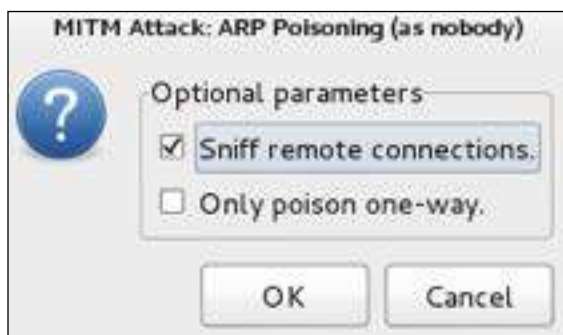 MITM Attack: ARP Poisoning (as nobody)
Optional parameters
Sniff remote connections.
Only poison one-way.
OK
Cancel